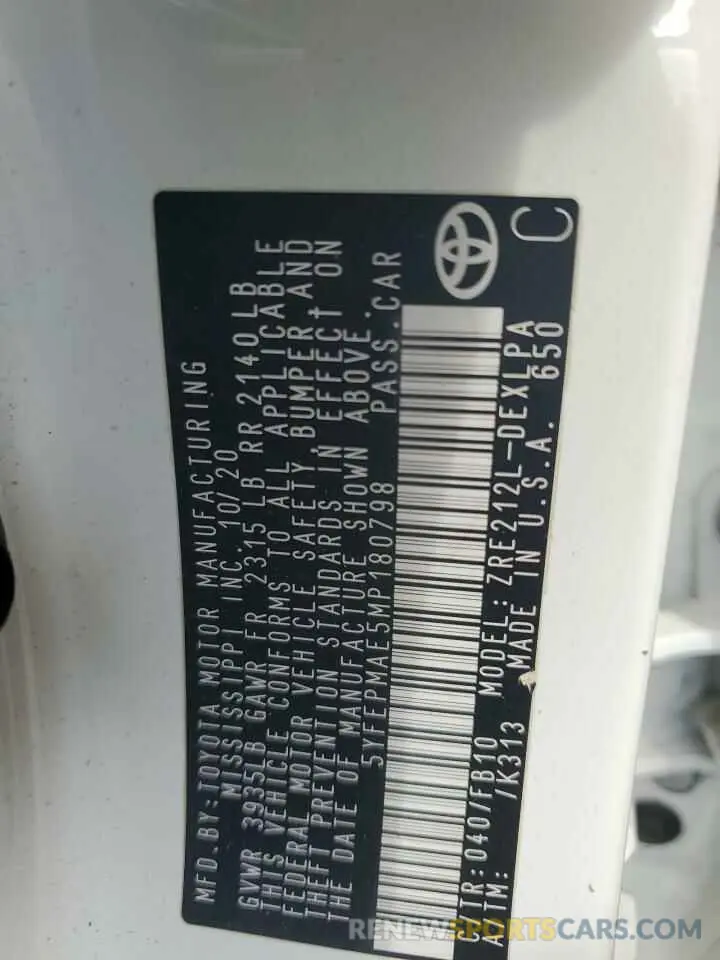 MFD. BY: TOYOTA MOTOR MANUFACTURING
MISSISSIPPI INC. 10/20
GVWR 3935LB GAWR FR 2315LB RR 2140LB
THIS VEHICLE CONFORMS TO ALL APPLICABLE
FEDERAL MOTOR VEHICLE SAFETY, BUMPER, AND
THEFT PREVENTION STANDARDS IN EFFECT ON
THE DATE OF MANUFACTURE SHOWN ABOVE.
5YFEPMAE5MP180798 PASS. CAR
C/TR: 040/FB10 MODEL: ZRE212L-DEXLPA
A/TM: /K313 MADE IN U.S.A. 650
C
RENEWSPORTSCARS.COM